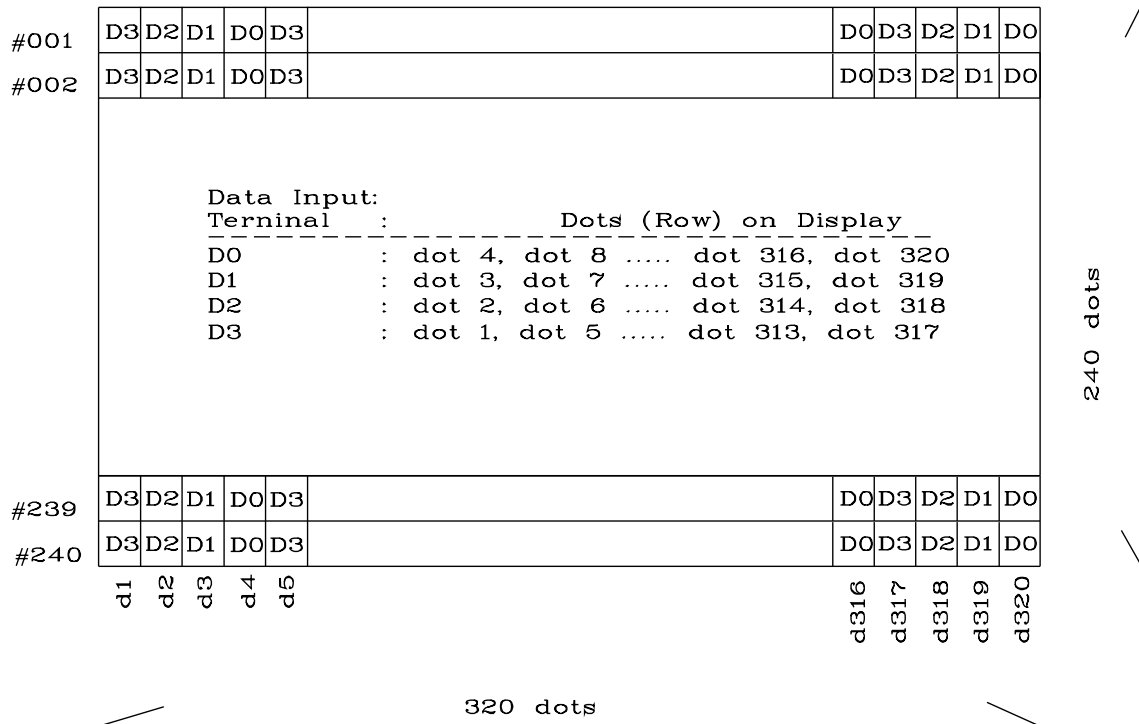 #001 D3 D2 D1 D0 D3 D0 D3 D2 D1 D0
#002 D3 D2 D1 D0 D3 D0 D3 D2 D1 D0
Data Input:
Terninal : Dots (Row) on Display
D0 : dot 4, dot 8 ..... dot 316, dot 320
D1 : dot 3, dot 7 ..... dot 315, dot 319
D2 : dot 2, dot 6 ..... dot 314, dot 318
D3 : dot 1, dot 5 ..... dot 313, dot 317
240 dots
#239 D3 D2 D1 D0 D3 D0 D3 D2 D1 D0
#240 D3 D2 D1 D0 D3 D0 D3 D2 D1 D0
d1 d2 d3 d4 d5 d316 d317 d318 d319 d320
320 dots